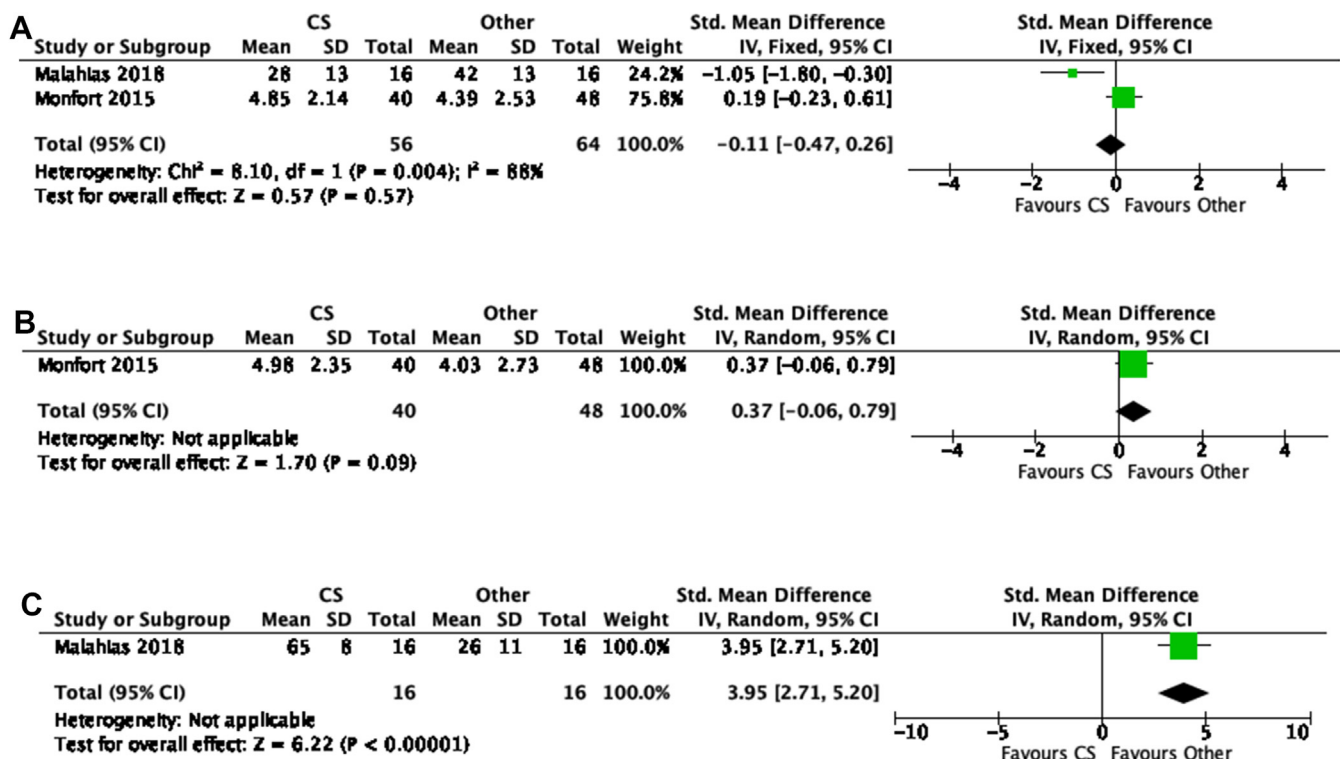 A
CS Other Std. Mean Difference Std. Mean Difference
Study or Subgroup Mean SD Total Mean SD Total Weight IV, Fixed, 95% CI IV, Fixed, 95% CI
Malahias 2018 28 13 16 42 13 16 24.2% −1.05 [−1.80, −0.30]
Monfort 2015 4.85 2.14 40 4.39 2.53 48 75.8% 0.19 [−0.23, 0.61]
Total (95% CI) 56 64 100.0% −0.11 [−0.47, 0.26]
Heterogeneity: Chi² = 8.10, df = 1 (P = 0.004); I² = 88%
Test for overall effect: Z = 0.57 (P = 0.57)
−4 −2 0 2 4
Favours CS Favours Other
B
CS Other Std. Mean Difference Std. Mean Difference
Study or Subgroup Mean SD Total Mean SD Total Weight IV, Random, 95% CI IV, Random, 95% CI
Monfort 2015 4.98 2.35 40 4.03 2.73 48 100.0% 0.37 [−0.06, 0.79]
Total (95% CI) 40 48 100.0% 0.37 [−0.06, 0.79]
Heterogeneity: Not applicable
Test for overall effect: Z = 1.70 (P = 0.09)
−4 −2 0 2 4
Favours CS Favours Other
C
CS Other Std. Mean Difference Std. Mean Difference
Study or Subgroup Mean SD Total Mean SD Total Weight IV, Random, 95% CI IV, Random, 95% CI
Malahias 2018 65 8 16 26 11 16 100.0% 3.95 [2.71, 5.20]
Total (95% CI) 16 16 100.0% 3.95 [2.71, 5.20]
Heterogeneity: Not applicable
Test for overall effect: Z = 6.22 (P < 0.00001)
−10 −5 0 5 10
Favours CS Favours Other